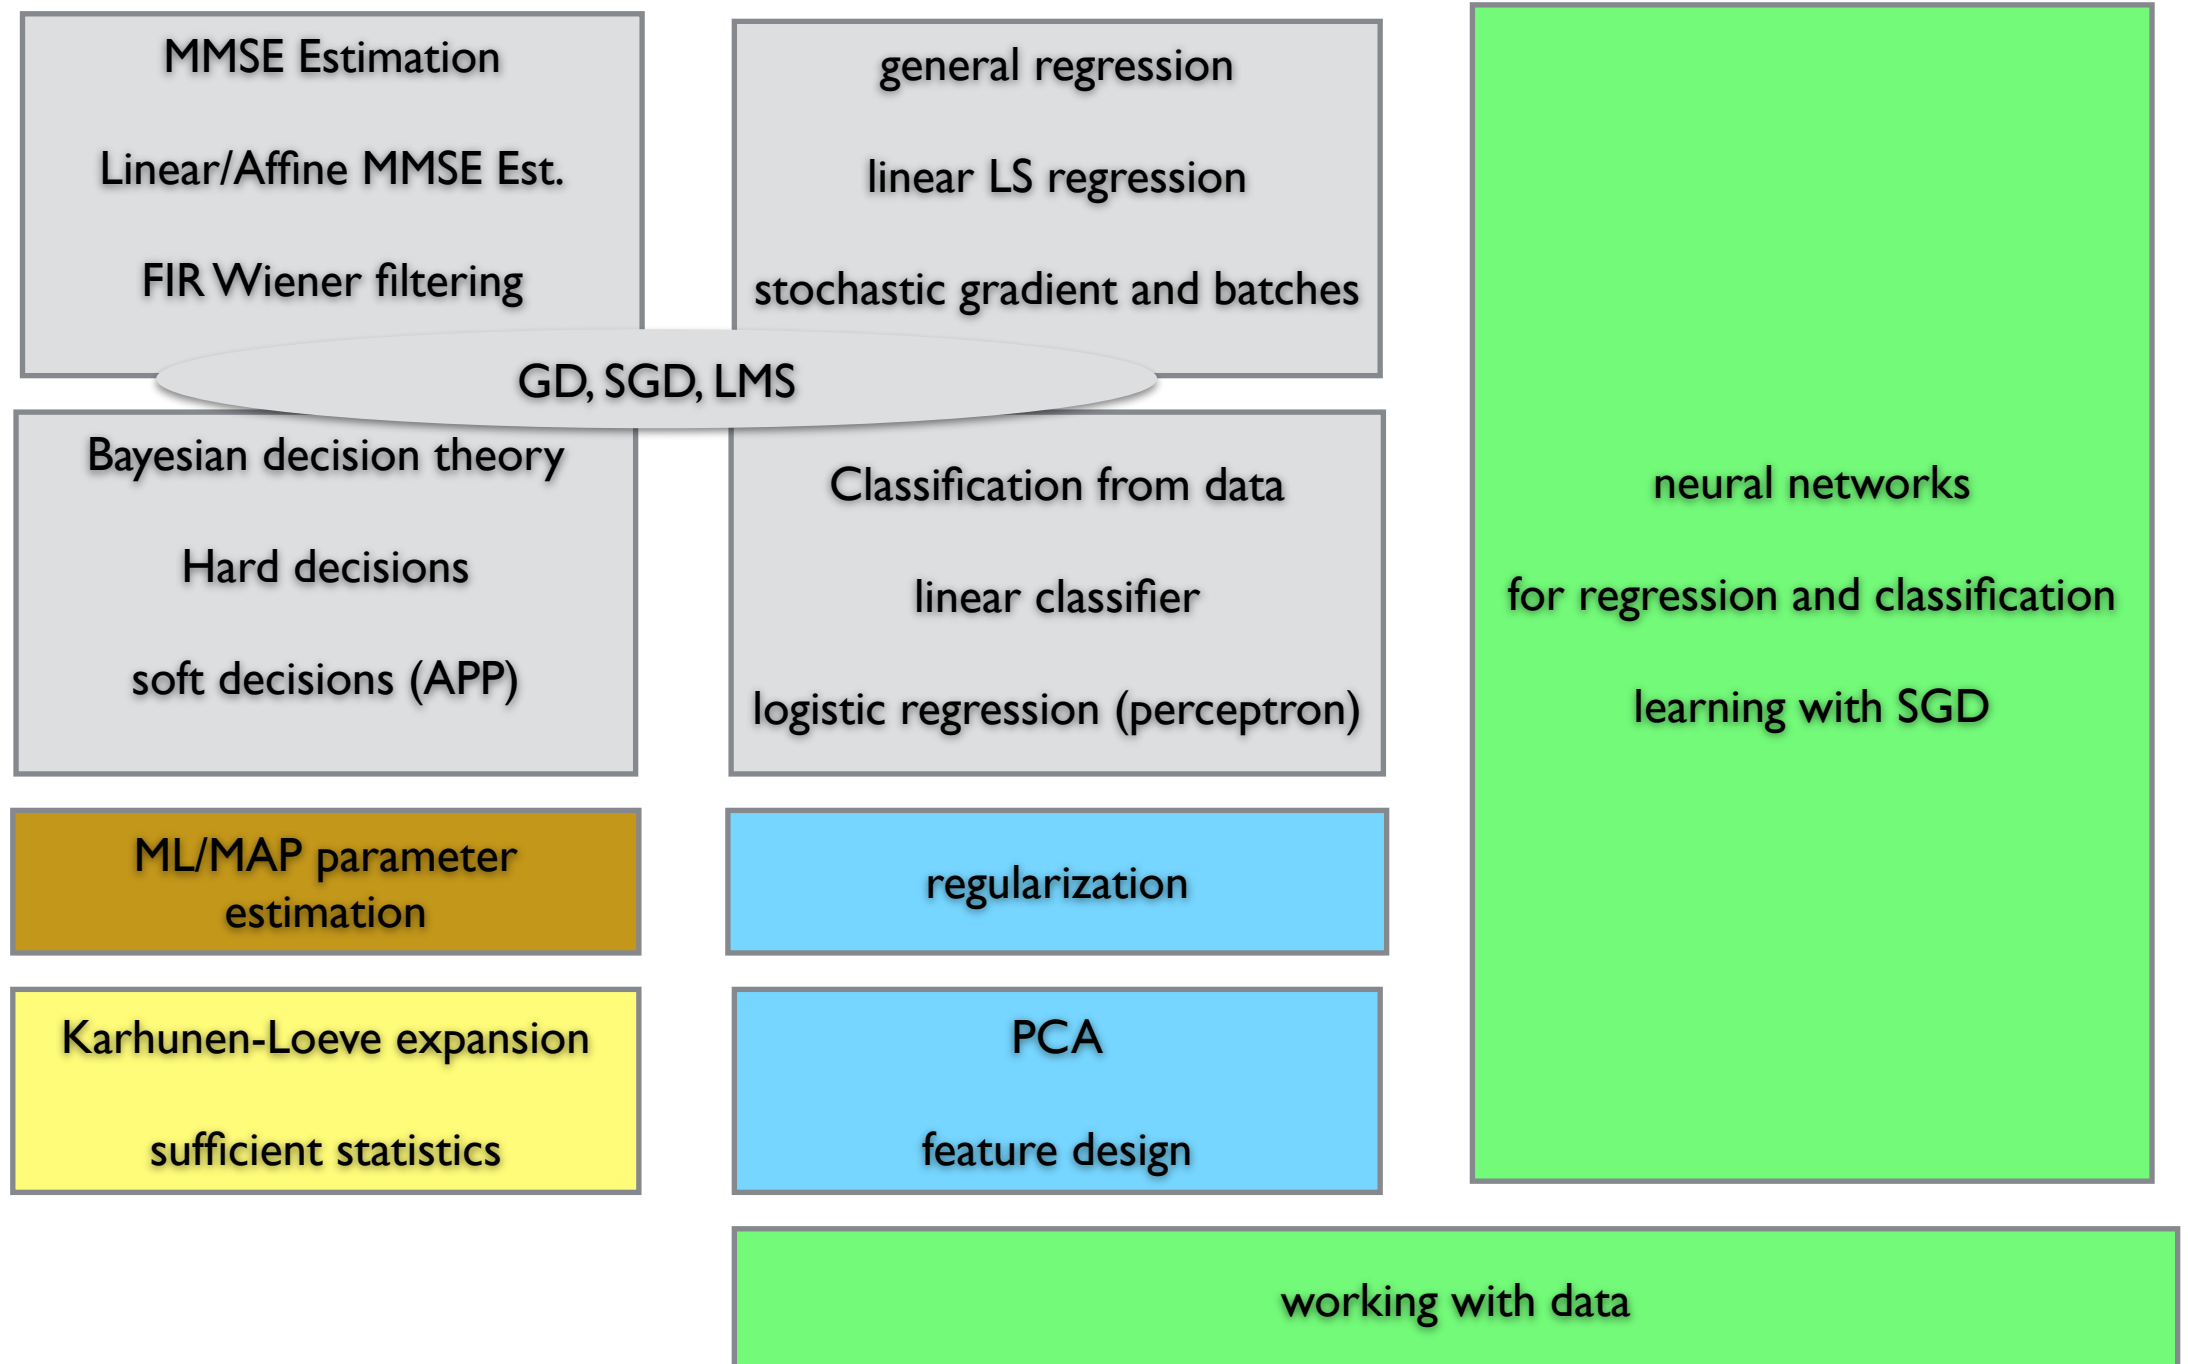 MMSE Estimation
Linear/Affine MMSE Est.
FIR Wiener filtering
general regression
linear LS regression
stochastic gradient and batches
GD, SGD, LMS
Bayesian decision theory
Hard decisions
soft decisions (APP)
Classification from data
linear classifier
logistic regression (perceptron)
neural networks
for regression and classification
learning with SGD
ML/MAP parameter
estimation
regularization
Karhunen-Loeve expansion
sufficient statistics
PCA
feature design
working with data